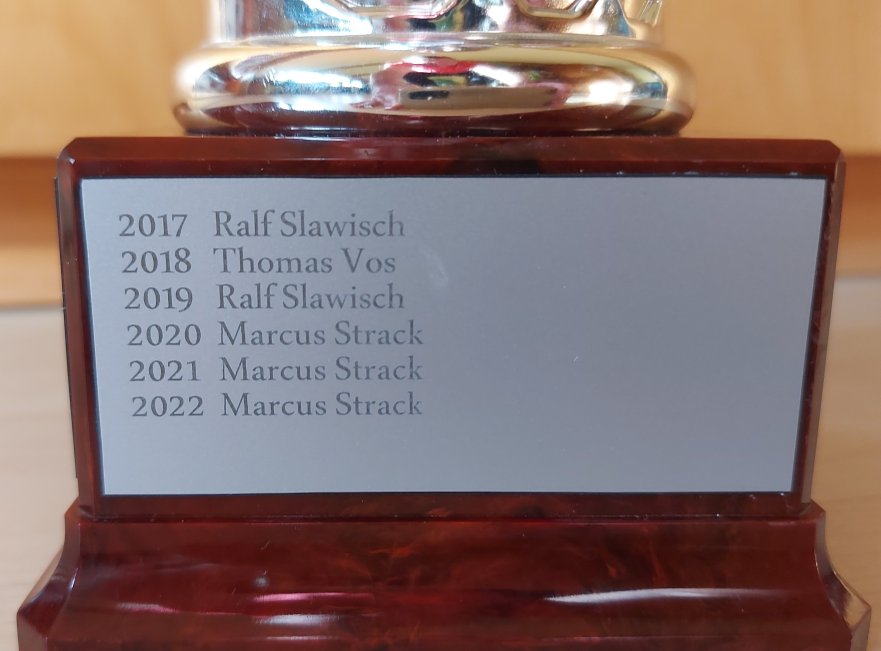 2017 Ralf Slawisch
2018 Thomas Vos
2019 Ralf Slawisch
2020 Marcus Strack
2021 Marcus Strack
2022 Marcus Strack